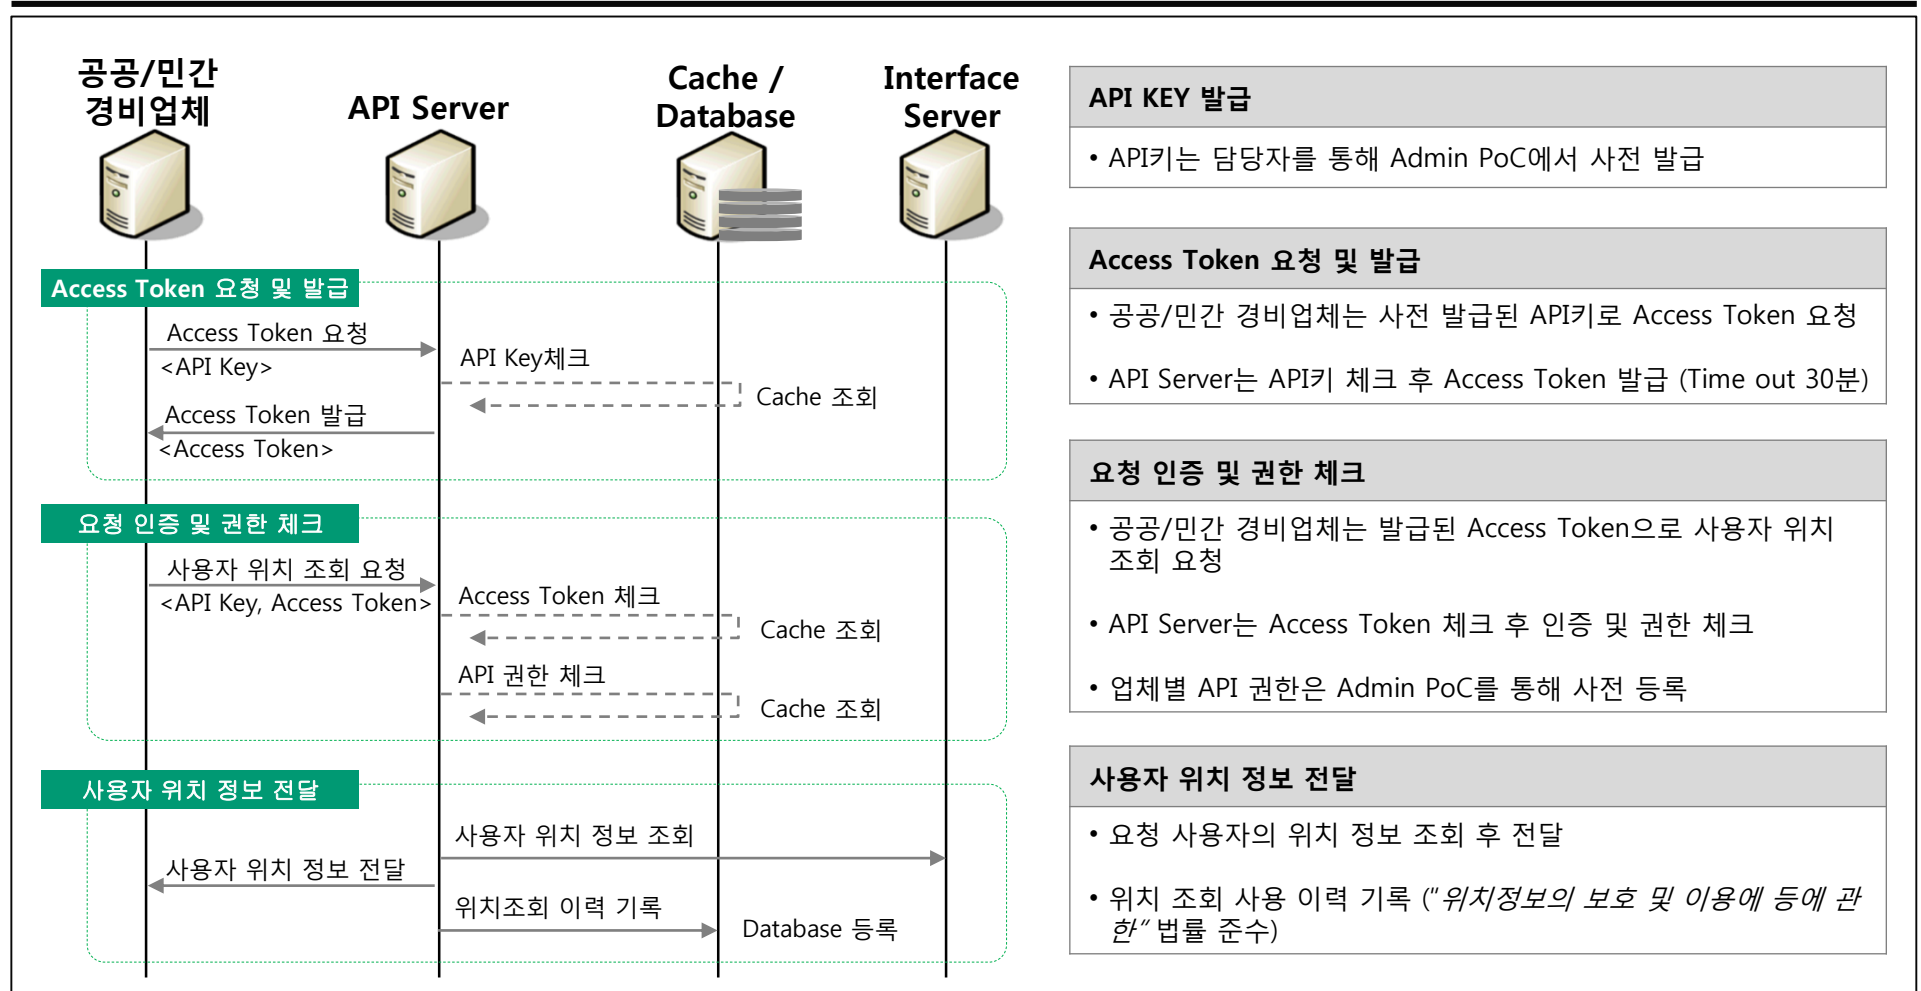 공공/민간
경비업체
API Server
Cache /
Database
Interface
Server
Access Token 요청 및 발급
Access Token 요청
<API Key>
API Key체크
Cache 조회
Access Token 발급
<Access Token>
요청 인증 및 권한 체크
사용자 위치 조회 요청
<API Key, Access Token>
Access Token 체크
Cache 조회
API 권한 체크
Cache 조회
사용자 위치 정보 전달
사용자 위치 정보 조회
사용자 위치 정보 전달
위치조회 이력 기록
Database 등록
API KEY 발급
• API키는 담당자를 통해 Admin PoC에서 사전 발급
Access Token 요청 및 발급
• 공공/민간 경비업체는 사전 발급된 API키로 Access Token 요청
• API Server는 API키 체크 후 Access Token 발급 (Time out 30분)
요청 인증 및 권한 체크
• 공공/민간 경비업체는 발급된 Access Token으로 사용자 위치
조회 요청
• API Server는 Access Token 체크 후 인증 및 권한 체크
• 업체별 API 권한은 Admin PoC를 통해 사전 등록
사용자 위치 정보 전달
• 요청 사용자의 위치 정보 조회 후 전달
• 위치 조회 사용 이력 기록 ("위치정보의 보호 및 이용에 등에 관
한" 법률 준수)